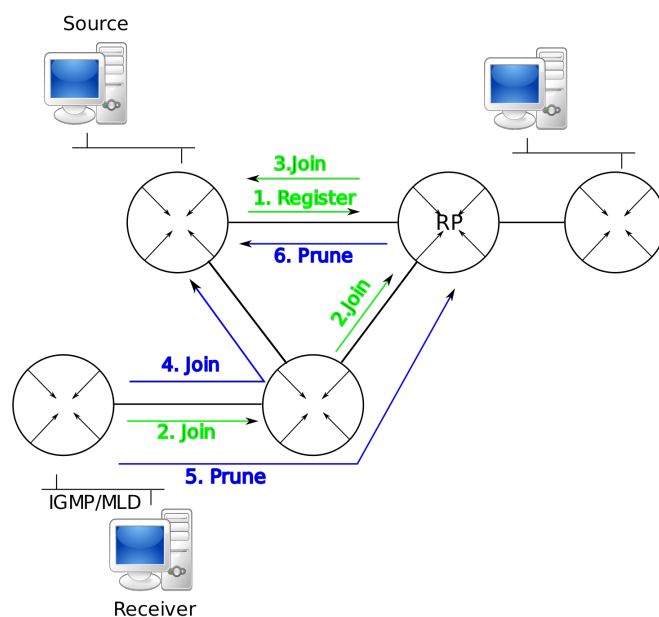 Source
3.Join
1. Register
RP
6. Prune
2.Join
4. Join
2. Join
5. Prune
IGMP/MLD
Receiver